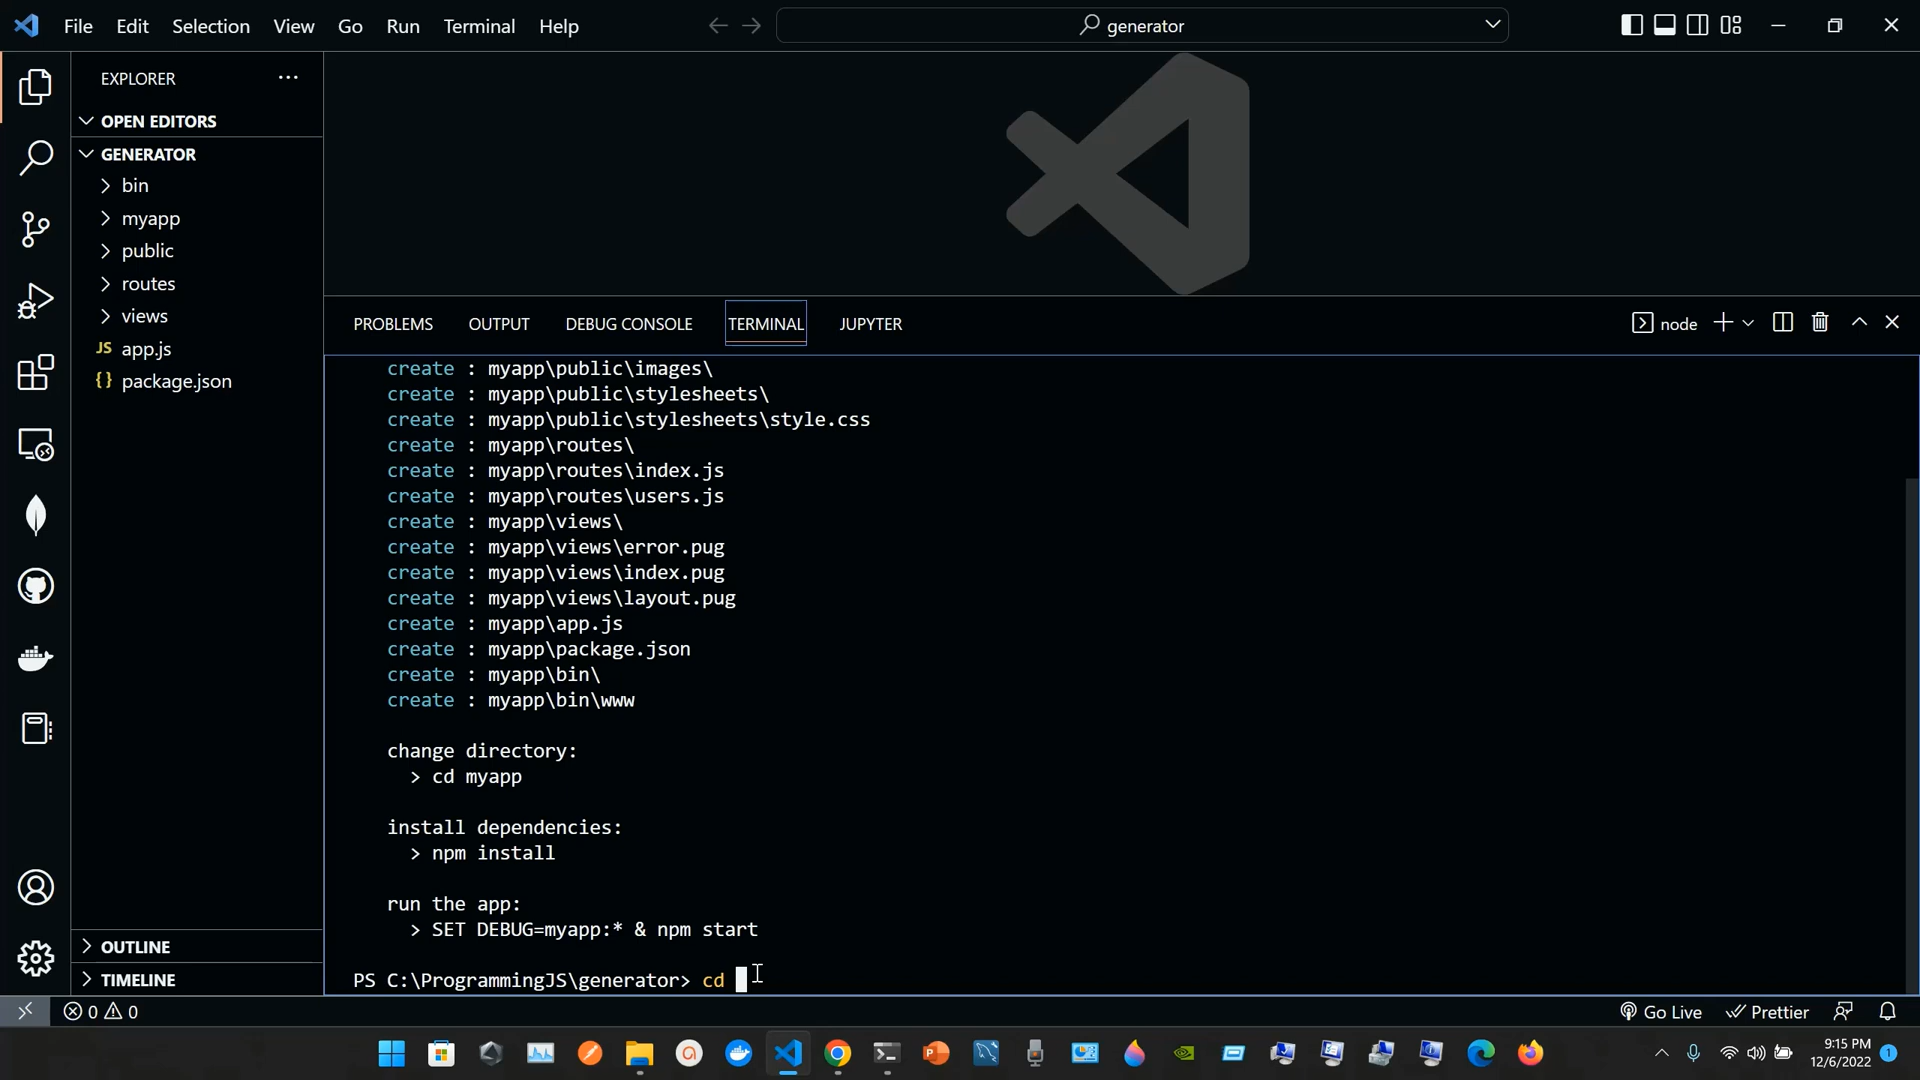 File Edit Selection View Go Run Terminal Help
generator
EXPLORER
OPEN EDITORS
GENERATOR
bin
myapp
public
routes
views
JS app.js
{} package.json
OUTLINE
TIMELINE
PROBLEMS OUTPUT DEBUG CONSOLE TERMINAL JUPYTER
node
create : myapp\public\images\
create : myapp\public\stylesheets\
create : myapp\public\stylesheets\style.css
create : myapp\routes\
create : myapp\routes\index.js
create : myapp\routes\users.js
create : myapp\views\
create : myapp\views\error.pug
create : myapp\views\index.pug
create : myapp\views\layout.pug
create : myapp\app.js
create : myapp\package.json
create : myapp\bin\
create : myapp\bin\www
change directory:
> cd myapp
install dependencies:
> npm install
run the app:
> SET DEBUG=myapp:* & npm start
PS C:\ProgrammingJS\generator> cd
0 0
Go Live Prettier
9:15 PM
12/6/2022
1